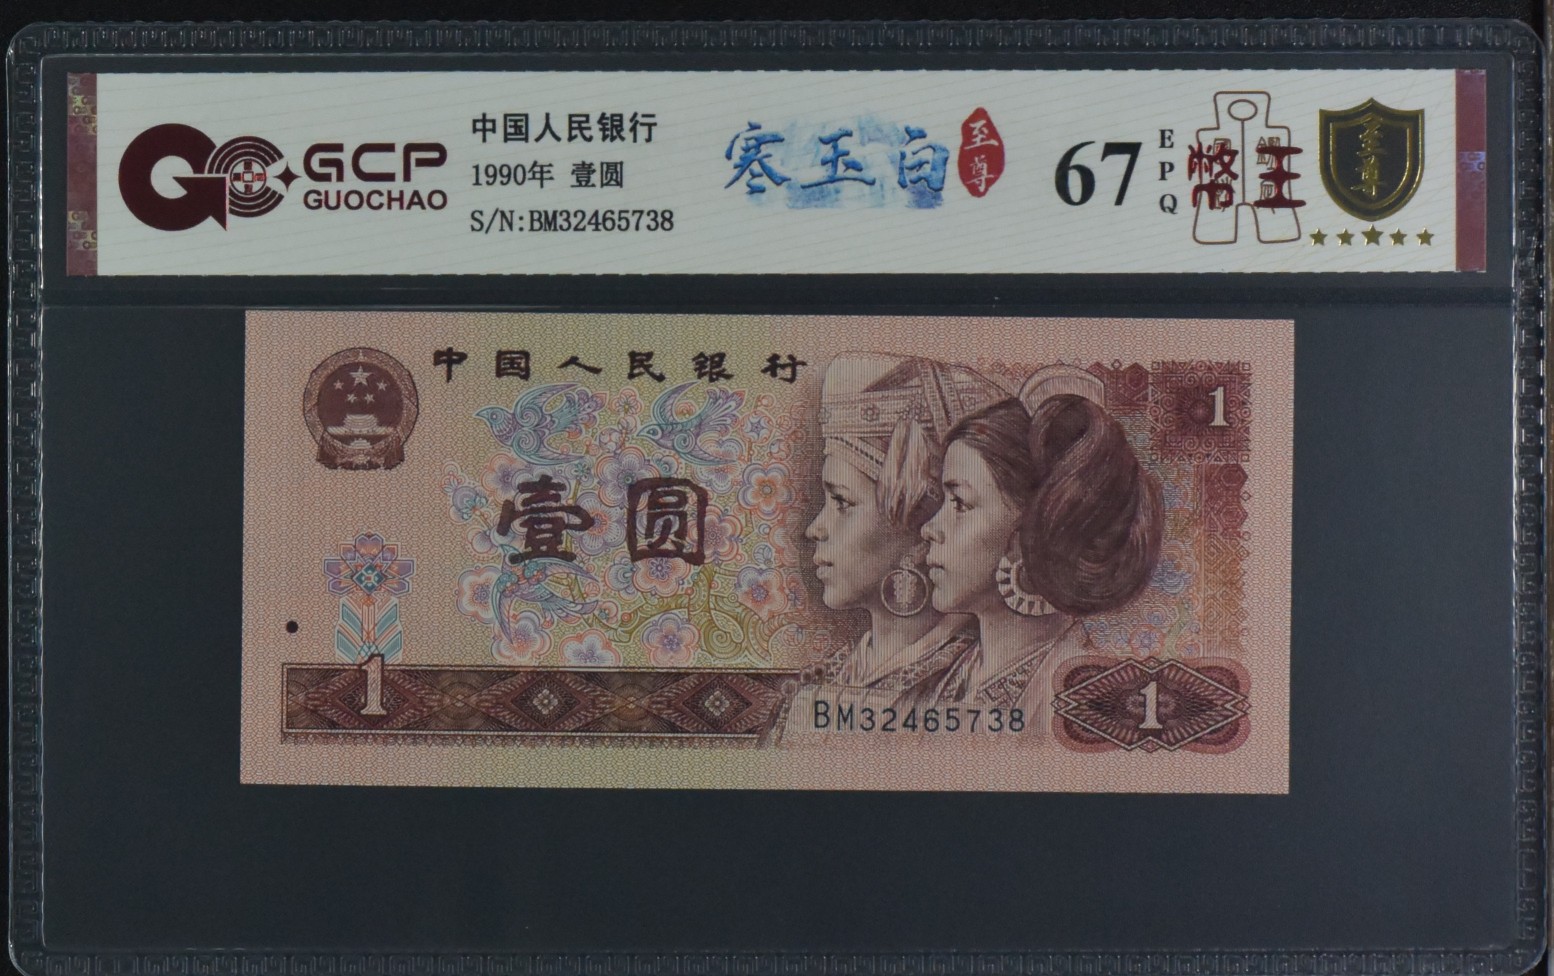 GCP
GUOCHAO
中国人民银行
1990年 壹圆
S/N:BM32465738
寒玉白
至尊
67
EPQ
至尊
中国人民银行
1
壹圆
1
BM32465738
1